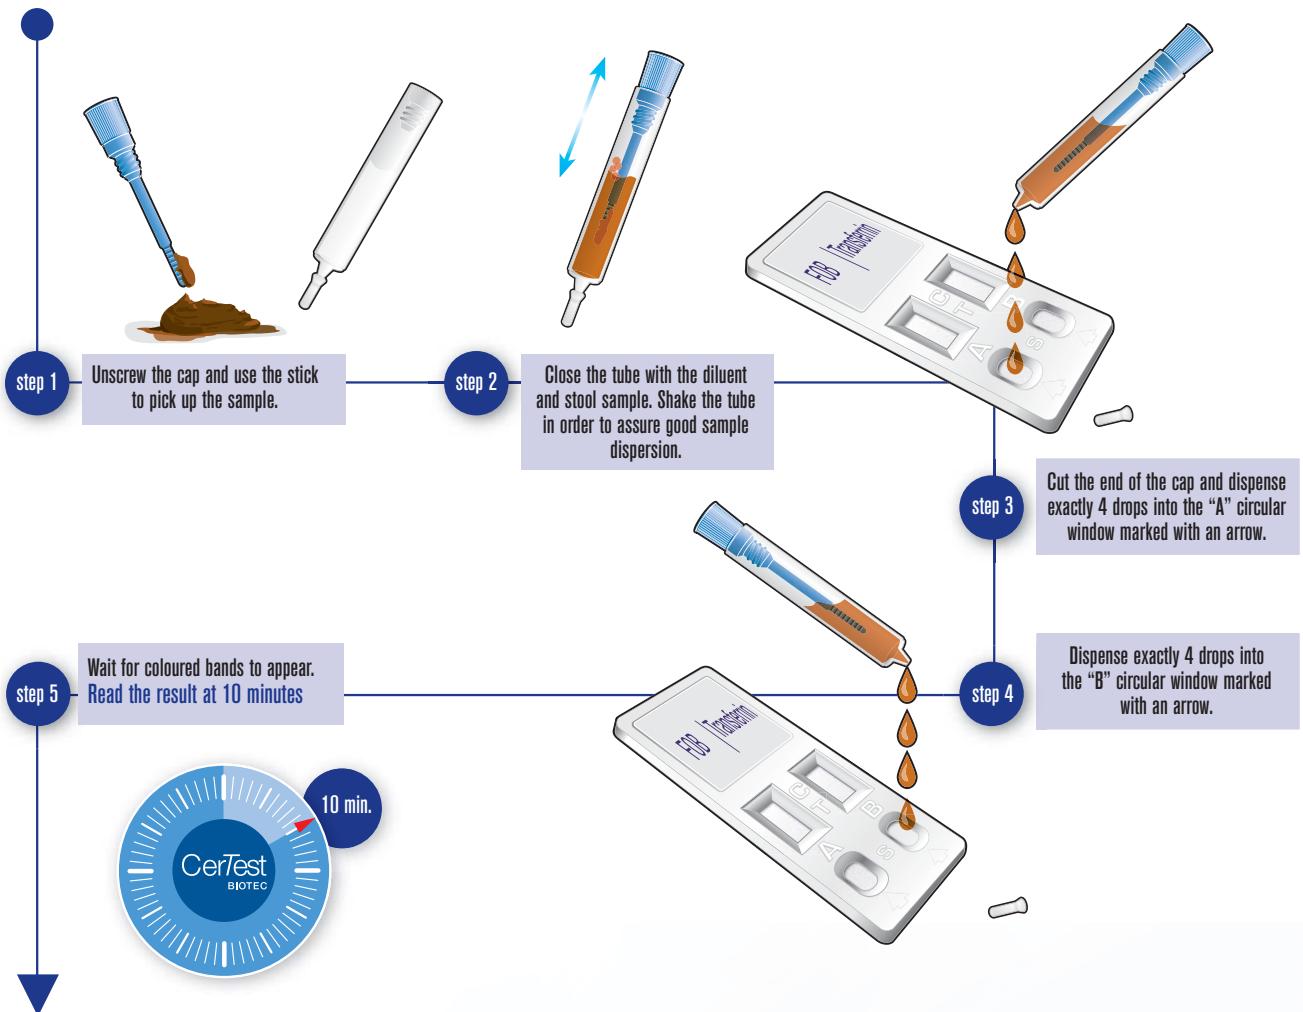 step 1
Unscrew the cap and use the stick
to pick up the sample.
step 2
Close the tube with the diluent
and stool sample. Shake the tube
in order to assure good sample
dispersion.
FOB
Transferrin
C
T
B
A
S
step 3
Cut the end of the cap and dispense
exactly 4 drops into the “A” circular
window marked with an arrow.
step 4
Dispense exactly 4 drops into
the “B” circular window marked
with an arrow.
FOB
Transferrin
C
T
B
A
S
step 5
Wait for coloured bands to appear.
Read the result at 10 minutes
10 min.
CerTest
BIOTEC